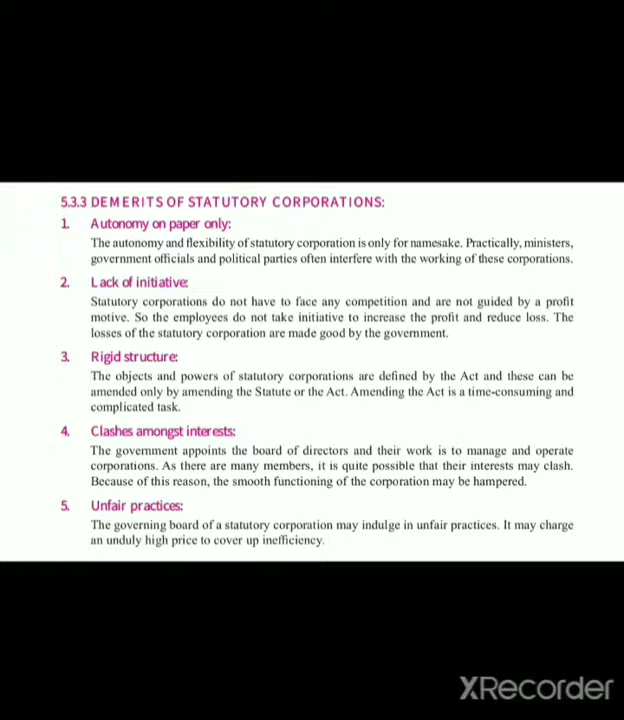 5.3.3 DEMERITS OF STATUTORY CORPORATIONS:
1. Autonomy on paper only:
The autonomy and flexibility of statutory corporation is only for namesake. Practically, ministers,
government officials and political parties often interfere with the working of these corporations.
2. Lack of initiative:
Statutory corporations do not have to face any competition and are not guided by a profit
motive. So the employees do not take initiative to increase the profit and reduce loss. The
losses of the statutory corporation are made good by the government.
3. Rigid structure:
The objects and powers of statutory corporations are defined by the Act and these can be
amended only by amending the Statute or the Act. Amending the Act is a time-consuming and
complicated task.
4. Clashes amongst interests:
The government appoints the board of directors and their work is to manage and operate
corporations. As there are many members, it is quite possible that their interests may clash.
Because of this reason, the smooth functioning of the corporation may be hampered.
5. Unfair practices:
The governing board of a statutory corporation may indulge in unfair practices. It may charge
an unduly high price to cover up inefficiency.
XRecorder